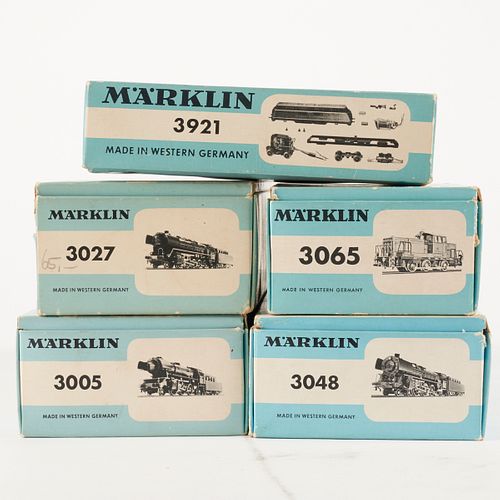 MÄRKLIN
3921
MADE IN WESTERN GERMANY
MÄRKLIN
3027
65,—
MADE IN WESTERN GERMANY
MÄRKLIN
3065
MADE IN WESTERN GERMANY
MÄRKLIN
3005
MADE IN WESTERN GERMANY
MÄRKLIN
3048
MADE IN WESTERN GERMANY